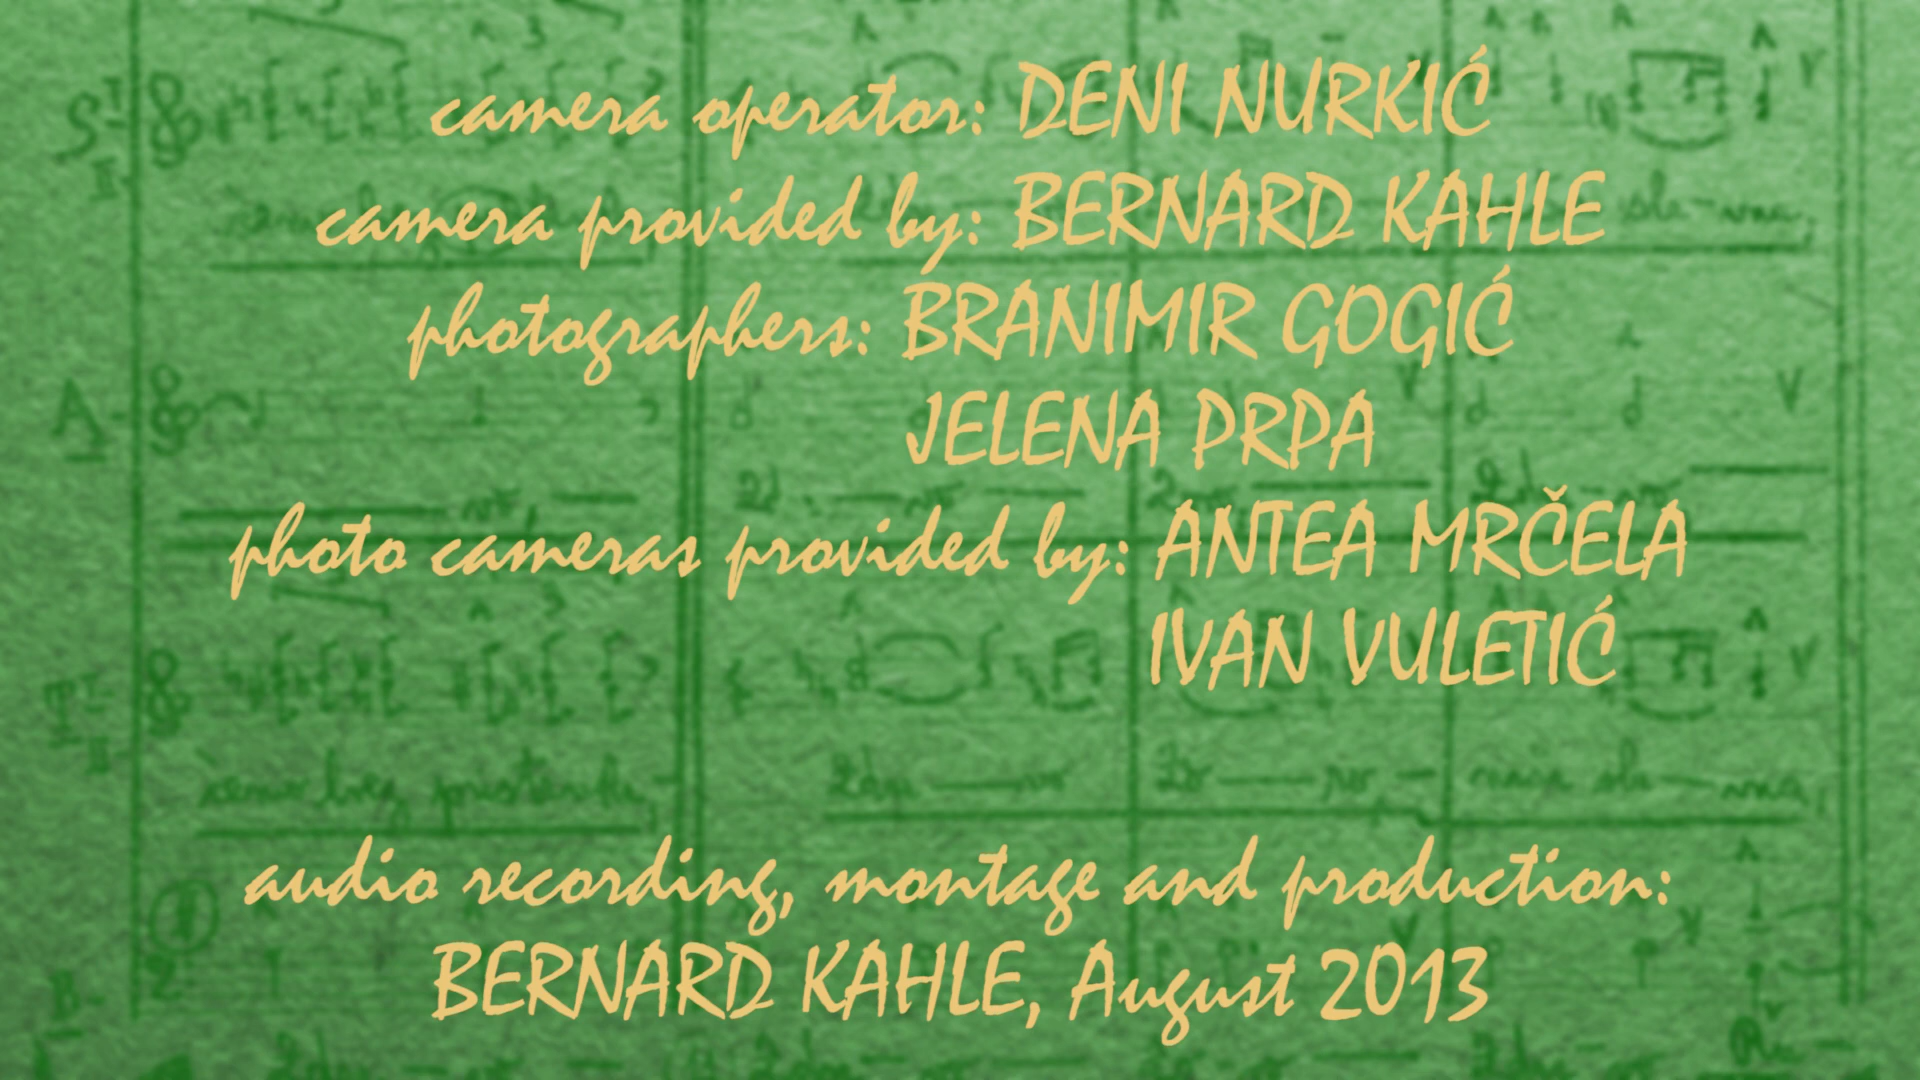 camera operator: DENI NURKIĆ
camera provided by: BERNARD KAHLE
photographers: BRANIMIR GOGIĆ
JELENA PRPA
photo cameras provided by: ANTEA MRČELA
IVAN VULETIĆ
audio recording, montage and production:
BERNARD KAHLE, August 2013